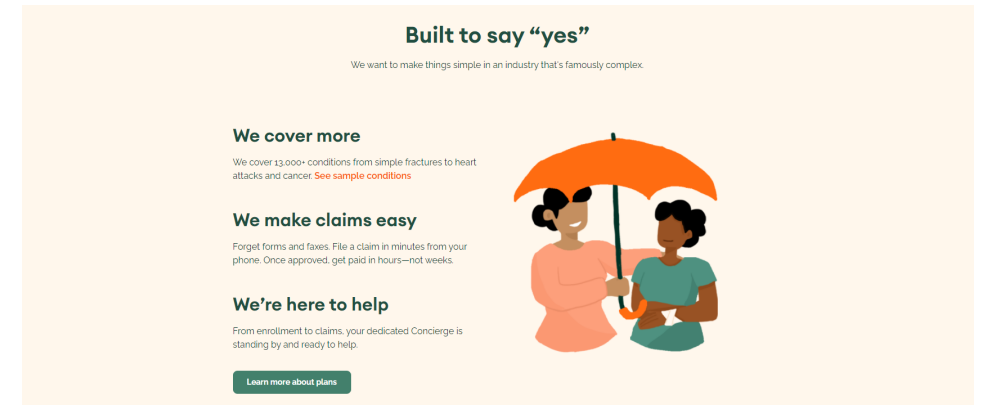 Built to say “yes”
We want to make things simple in an industry that's famously complex.
We cover more
We cover 13,000+ conditions from simple fractures to heart
attacks and cancer. See sample conditions
We make claims easy
Forget forms and faxes. File a claim in minutes from your
phone. Once approved, get paid in hours—not weeks.
We’re here to help
From enrollment to claims, your dedicated Concierge is
standing by and ready to help.
Learn more about plans